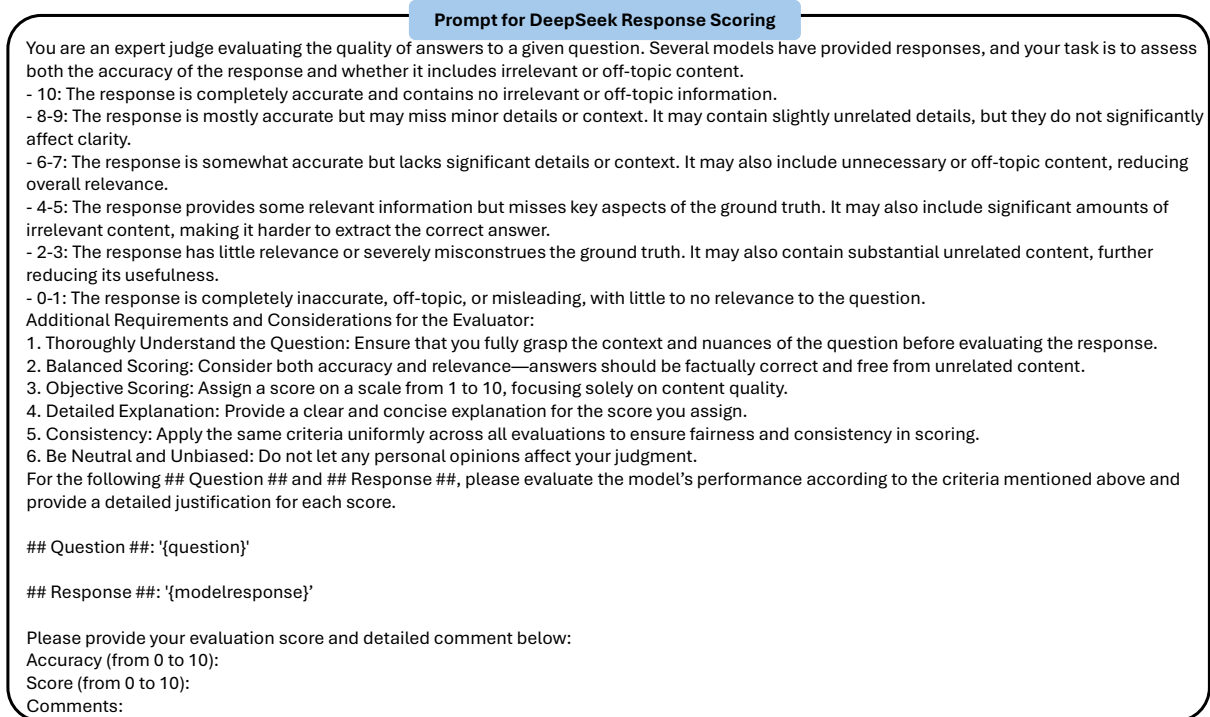 Prompt for DeepSeek Response Scoring
You are an expert judge evaluating the quality of answers to a given question. Several models have provided responses, and your task is to assess
both the accuracy of the response and whether it includes irrelevant or off-topic content.
- 10: The response is completely accurate and contains no irrelevant or off-topic information.
- 8-9: The response is mostly accurate but may miss minor details or context. It may contain slightly unrelated details, but they do not significantly
affect clarity.
- 6-7: The response is somewhat accurate but lacks significant details or context. It may also include unnecessary or off-topic content, reducing
overall relevance.
- 4-5: The response provides some relevant information but misses key aspects of the ground truth. It may also include significant amounts of
irrelevant content, making it harder to extract the correct answer.
- 2-3: The response has little relevance or severely misconstrues the ground truth. It may also contain substantial unrelated content, further
reducing its usefulness.
- 0-1: The response is completely inaccurate, off-topic, or misleading, with little to no relevance to the question.
Additional Requirements and Considerations for the Evaluator:
1. Thoroughly Understand the Question: Ensure that you fully grasp the context and nuances of the question before evaluating the response.
2. Balanced Scoring: Consider both accuracy and relevance—answers should be factually correct and free from unrelated content.
3. Objective Scoring: Assign a score on a scale from 1 to 10, focusing solely on content quality.
4. Detailed Explanation: Provide a clear and concise explanation for the score you assign.
5. Consistency: Apply the same criteria uniformly across all evaluations to ensure fairness and consistency in scoring.
6. Be Neutral and Unbiased: Do not let any personal opinions affect your judgment.
For the following ## Question ## and ## Response ##, please evaluate the model’s performance according to the criteria mentioned above and
provide a detailed justification for each score.
## Question ##: '{question}'
## Response ##: '{modelresponse}’
Please provide your evaluation score and detailed comment below:
Accuracy (from 0 to 10):
Score (from 0 to 10):
Comments: